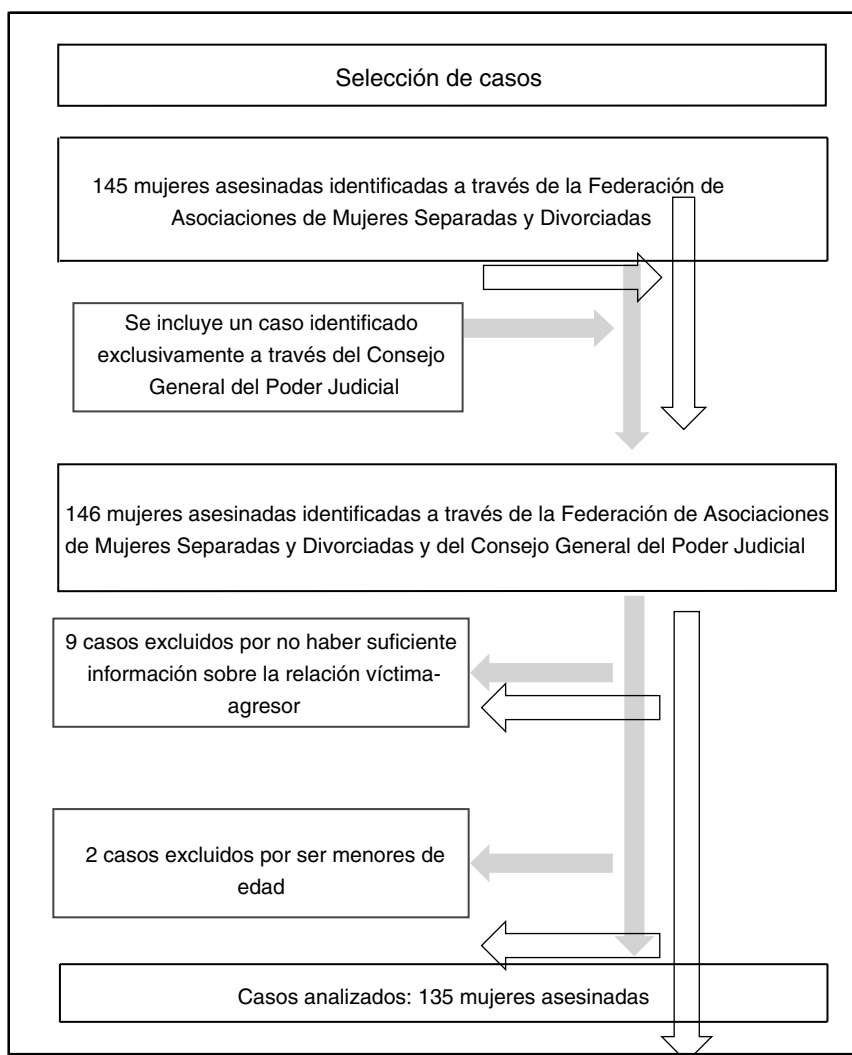 Selección de casos
145 mujeres asesinadas identificadas a través de la Federación de
Asociaciones de Mujeres Separadas y Divorciadas
Se incluye un caso identificado
exclusivamente a través del Consejo
General del Poder Judicial
146 mujeres asesinadas identificadas a través de la Federación de Asociaciones
de Mujeres Separadas y Divorciadas y del Consejo General del Poder Judicial
9 casos excluidos por no haber suficiente
información sobre la relación víctima-
agresor
2 casos excluidos por ser menores de
edad
Casos analizados: 135 mujeres asesinadas